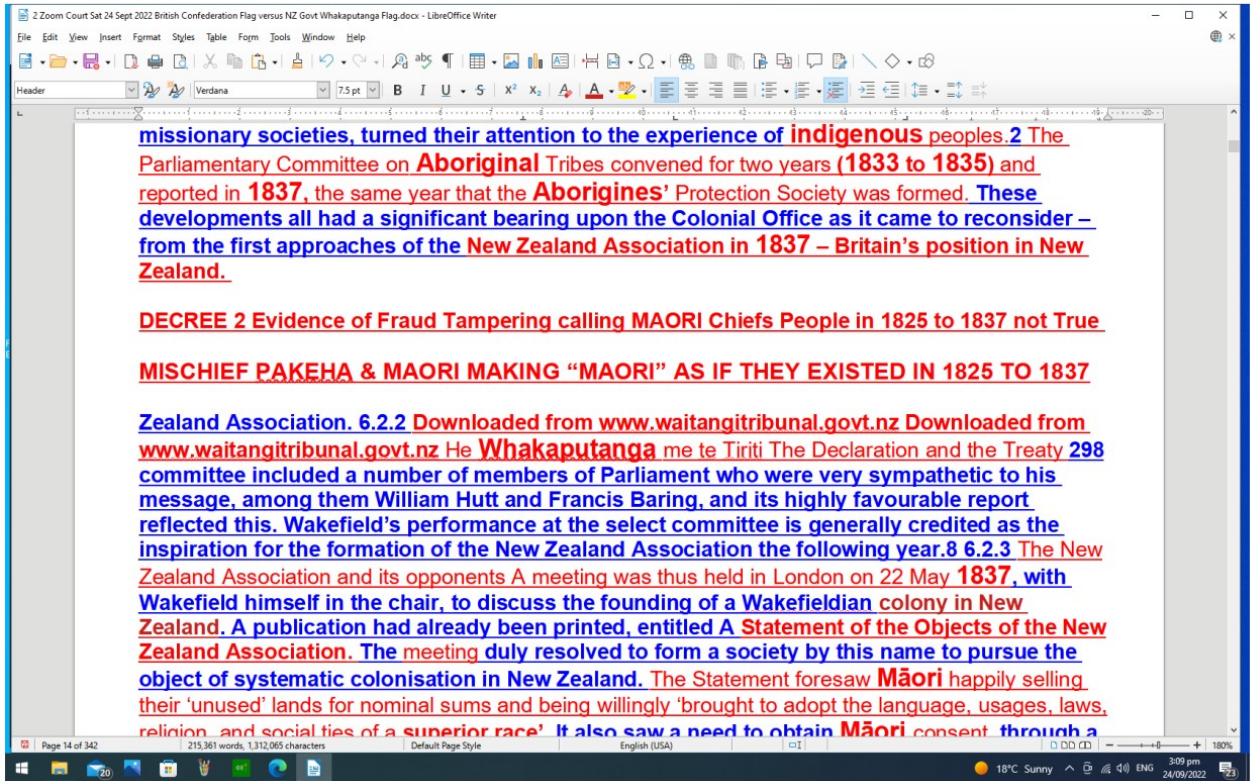 2 Zoom Court Sat 24 Sept 2022 British Confederation Flag versus NZ Govt Whakaputanga Flag.docx - LibreOffice Writer
File Edit View Insert Format Styles Table Form Tools Window Help
Header Verdana 7.5 pt
missionary societies, turned their attention to the experience of indigenous peoples.2 The
Parliamentary Committee on Aboriginal Tribes convened for two years (1833 to 1835) and
reported in 1837, the same year that the Aborigines' Protection Society was formed. These
developments all had a significant bearing upon the Colonial Office as it came to reconsider –
from the first approaches of the New Zealand Association in 1837 – Britain's position in New
Zealand.
DECREE 2 Evidence of Fraud Tampering calling MAORI Chiefs People in 1825 to 1837 not True
MISCHIEF PAKEHA & MAORI MAKING “MAORI” AS IF THEY EXISTED IN 1825 TO 1837
Zealand Association. 6.2.2 Downloaded from www.waitangitribunal.govt.nz Downloaded from
www.waitangitribunal.govt.nz He Whakaputanga me te Tiriti The Declaration and the Treaty 298
committee included a number of members of Parliament who were very sympathetic to his
message, among them William Hutt and Francis Baring, and its highly favourable report
reflected this. Wakefield's performance at the select committee is generally credited as the
inspiration for the formation of the New Zealand Association the following year.8 6.2.3 The New
Zealand Association and its opponents A meeting was thus held in London on 22 May 1837, with
Wakefield himself in the chair, to discuss the founding of a Wakefieldian colony in New
Zealand. A publication had already been printed, entitled A Statement of the Objects of the New
Zealand Association. The meeting duly resolved to form a society by this name to pursue the
object of systematic colonisation in New Zealand. The Statement foresaw Māori happily selling
their 'unused' lands for nominal sums and being willingly 'brought to adopt the language, usages, laws,
religion, and social ties of a superior race'. It also saw a need to obtain Māori consent, through a
Page 14 of 342 215,361 words, 1,312,065 characters Default Page Style English (USA) 180%
18°C Sunny ENG 3:09 pm
24/09/2022